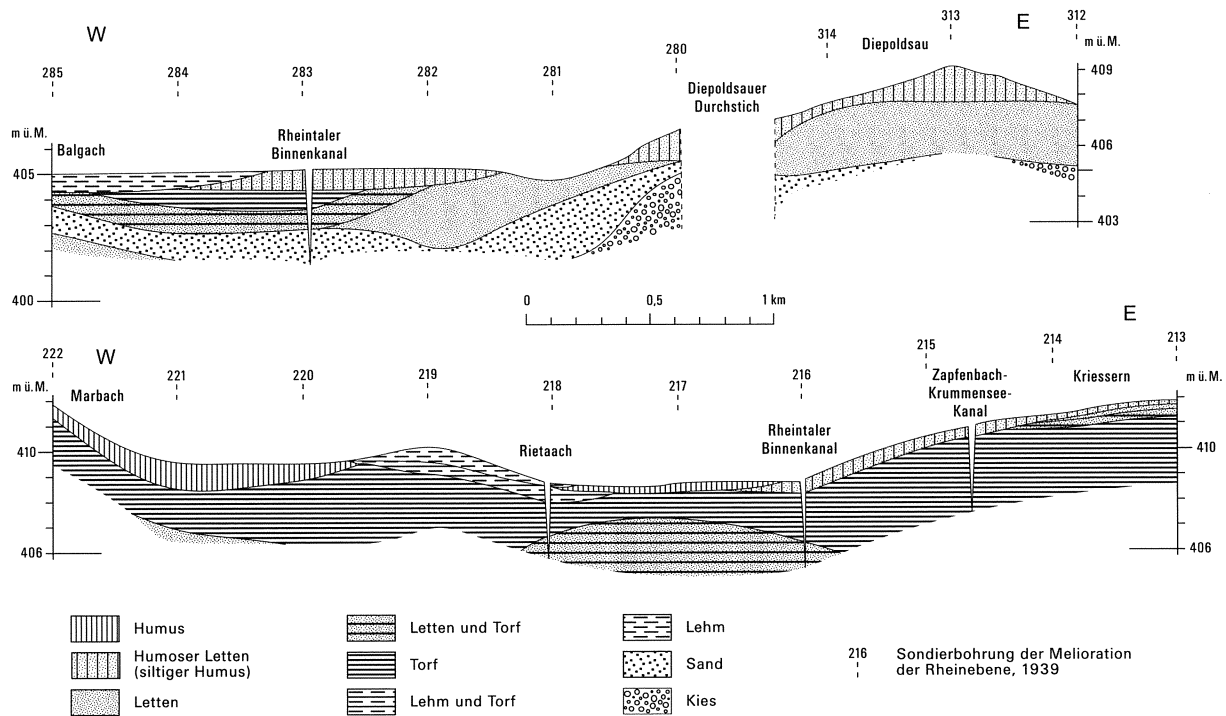 W
E
285
284
283
282
281
280
314
313
312
Diepoldsau
Diepoldsauer
Durchstich
m ü.M.
m ü.M.
Balgach
Rheintaler
Binnenkanal
409
406
403
405
400
0
0,5
1 km
W
E
222
221
220
219
218
217
216
215
214
213
m ü.M.
m ü.M.
Marbach
Rietaach
Rheintaler
Binnenkanal
Zapfenbach-
Krummensee-
Kanal
Kriessern
410
406
410
406
Humus
Humoser Letten
(siltiger Humus)
Letten
Letten und Torf
Torf
Lehm und Torf
Lehm
Sand
Kies
216 Sondierbohrung der Melioration
der Rheinebene, 1939